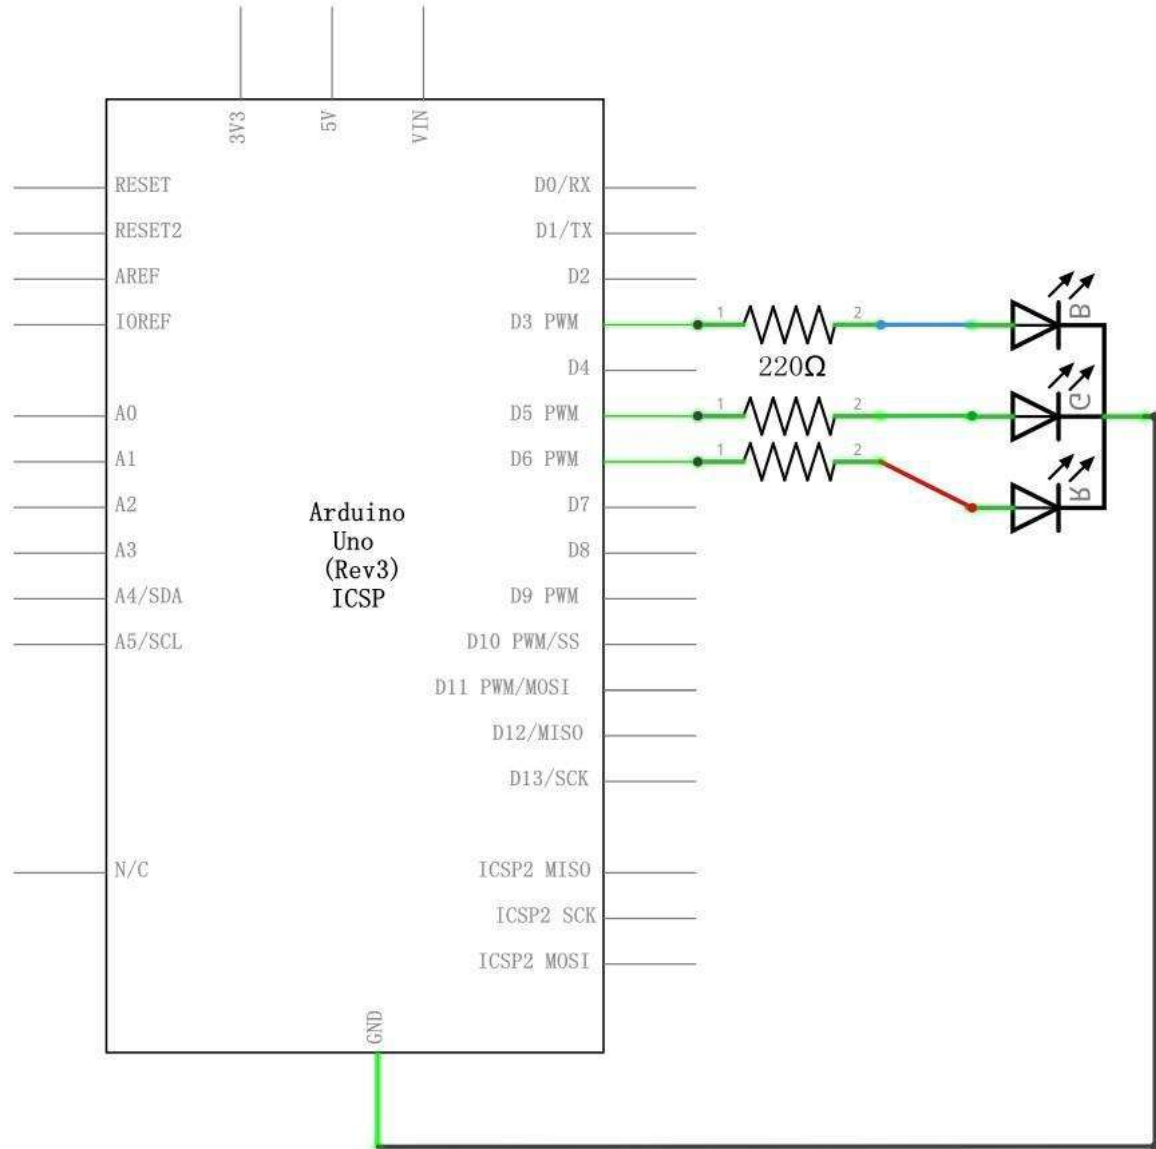 3V3
5V
VIN
RESET
D0/RX
RESET2
D1/TX
AREF
D2
IOREF
D3 PWM
1
2
B
220Ω
D4
A0
D5 PWM
1
2
G
A1
D6 PWM
1
2
R
A2
D7
A3
D8
Arduino
Uno
(Rev3)
ICSP
A4/SDA
D9 PWM
A5/SCL
D10 PWM/SS
D11 PWM/MOSI
D12/MISO
D13/SCK
N/C
ICSP2 MISO
ICSP2 SCK
ICSP2 MOSI
GND